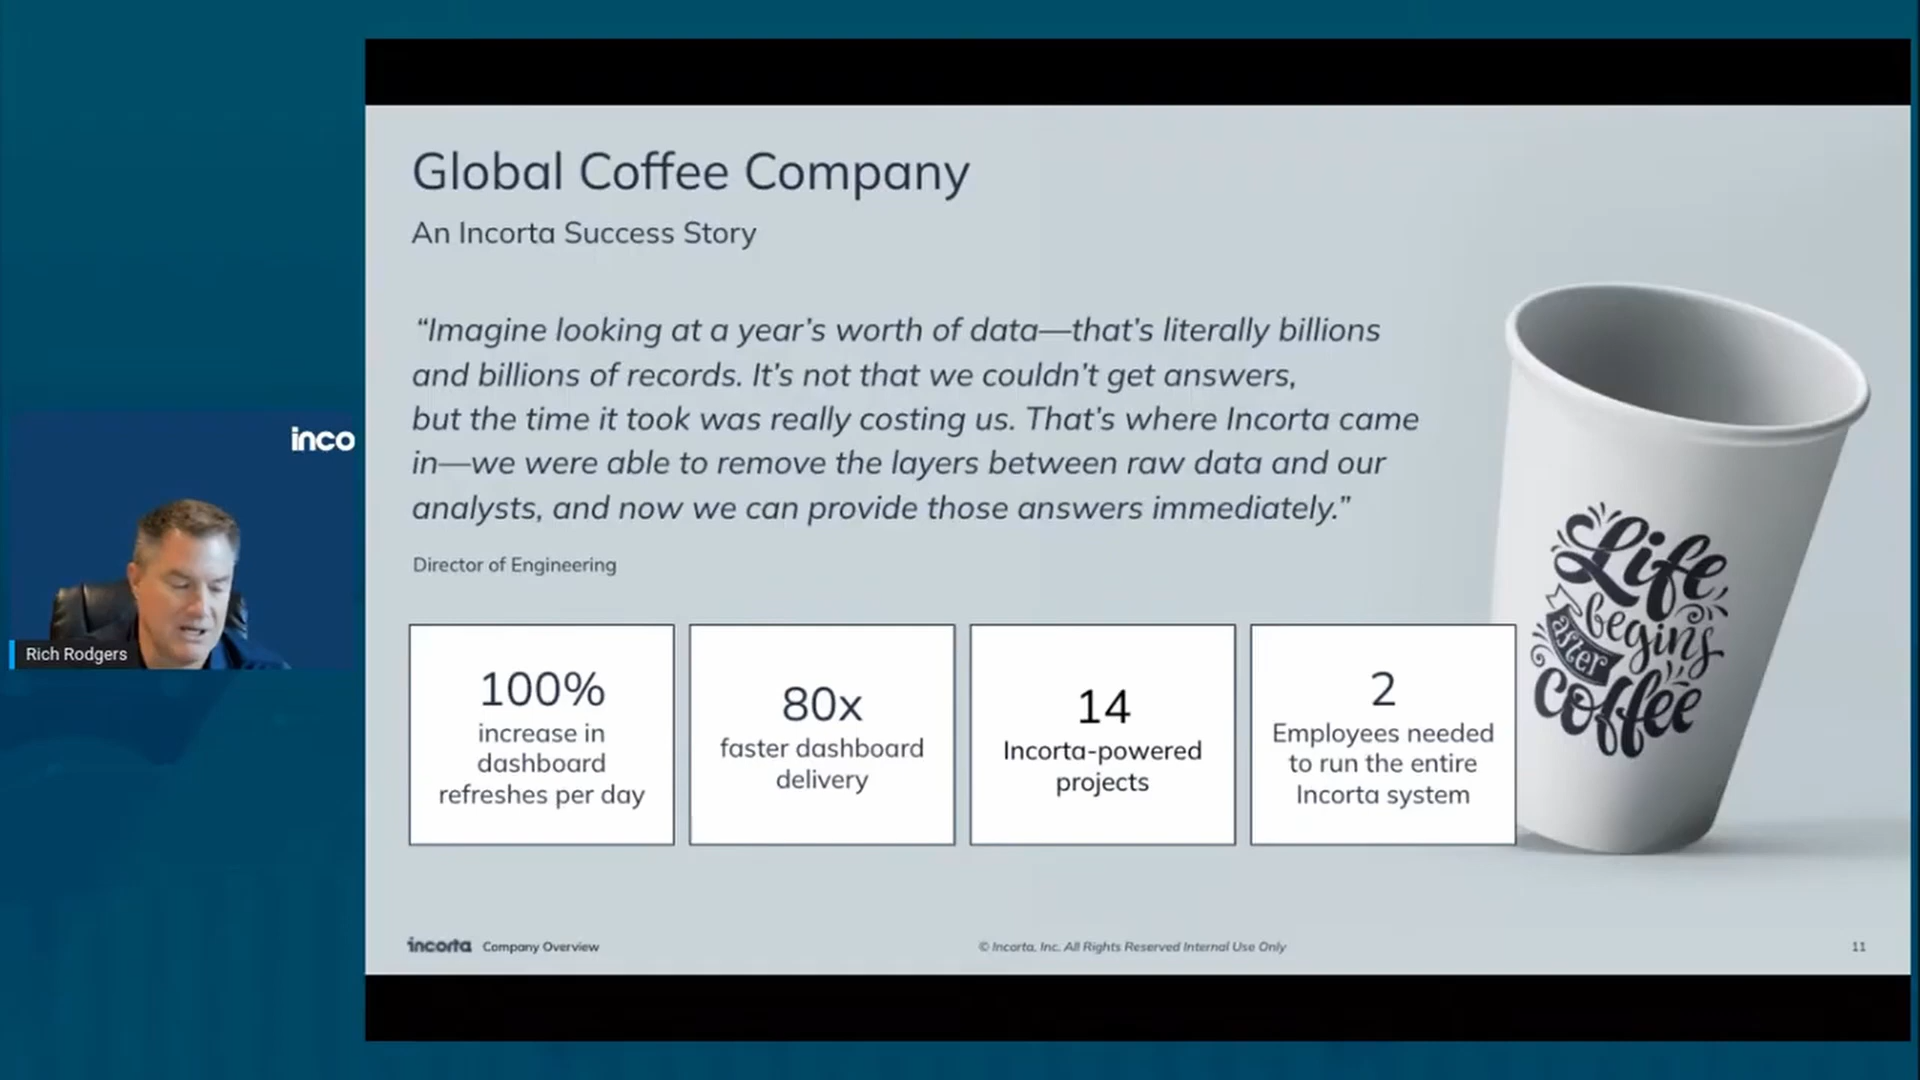 Global Coffee Company
An Incorta Success Story
“Imagine looking at a year’s worth of data—that’s literally billions
and billions of records. It’s not that we couldn’t get answers,
but the time it took was really costing us. That’s where Incorta came
in—we were able to remove the layers between raw data and our
analysts, and now we can provide those answers immediately.”
Director of Engineering
100%
increase in
dashboard
refreshes per day
80x
faster dashboard
delivery
14
Incorta-powered
projects
2
Employees needed
to run the entire
Incorta system
Life
begins
after
coffee
inco
Rich Rodgers
incorta Company Overview
© Incorta, Inc. All Rights Reserved Internal Use Only
11